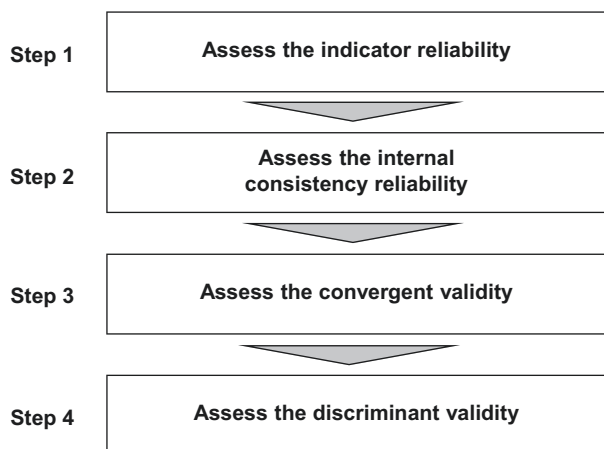 Step 1
Assess the indicator reliability
Step 2
Assess the internal
consistency reliability
Step 3
Assess the convergent validity
Step 4
Assess the discriminant validity